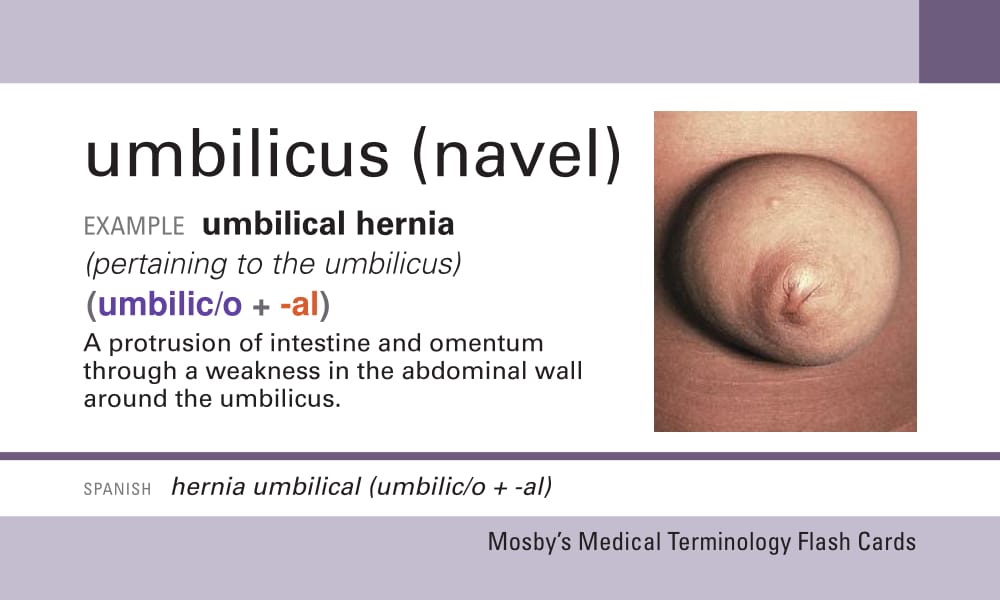 umbilicus (navel)
EXAMPLE umbilical hernia
(pertaining to the umbilicus)
(umbilic/o + -al)
A protrusion of intestine and omentum
through a weakness in the abdominal wall
around the umbilicus.
SPANISH hernia umbilical (umbilic/o + -al)
Mosby's Medical Terminology Flash Cards